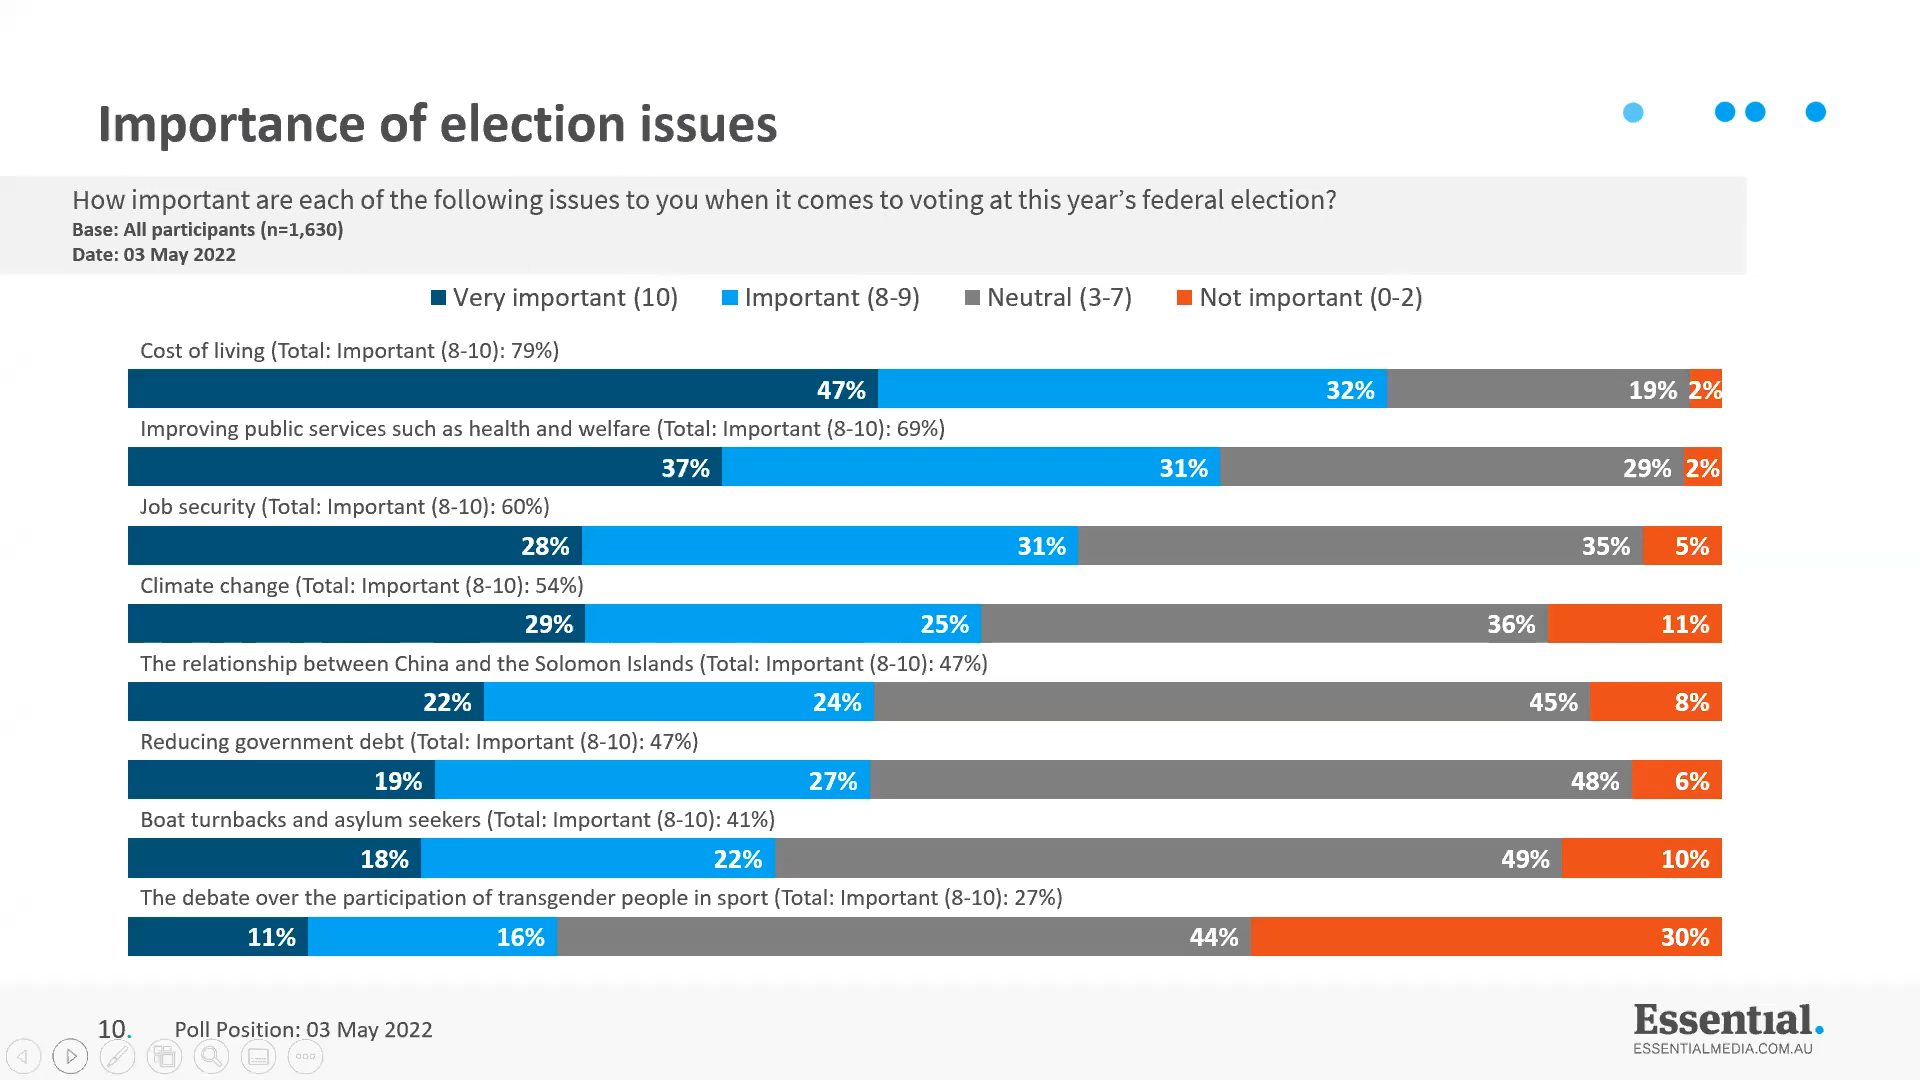 Importance of election issues
How important are each of the following issues to you when it comes to voting at this year’s federal election?
Base: All participants (n=1,630)
Date: 03 May 2022
Very important (10) Important (8-9) Neutral (3-7) Not important (0-2)
Cost of living (Total: Important (8-10): 79%)
47% 32% 19% 2%
Improving public services such as health and welfare (Total: Important (8-10): 69%)
37% 31% 29% 2%
Job security (Total: Important (8-10): 60%)
28% 31% 35% 5%
Climate change (Total: Important (8-10): 54%)
29% 25% 36% 11%
The relationship between China and the Solomon Islands (Total: Important (8-10): 47%)
22% 24% 45% 8%
Reducing government debt (Total: Important (8-10): 47%)
19% 27% 48% 6%
Boat turnbacks and asylum seekers (Total: Important (8-10): 41%)
18% 22% 49% 10%
The debate over the participation of transgender people in sport (Total: Important (8-10): 27%)
11% 16% 44% 30%
10. Poll Position: 03 May 2022
Essential.
ESSENTIALMEDIA.COM.AU